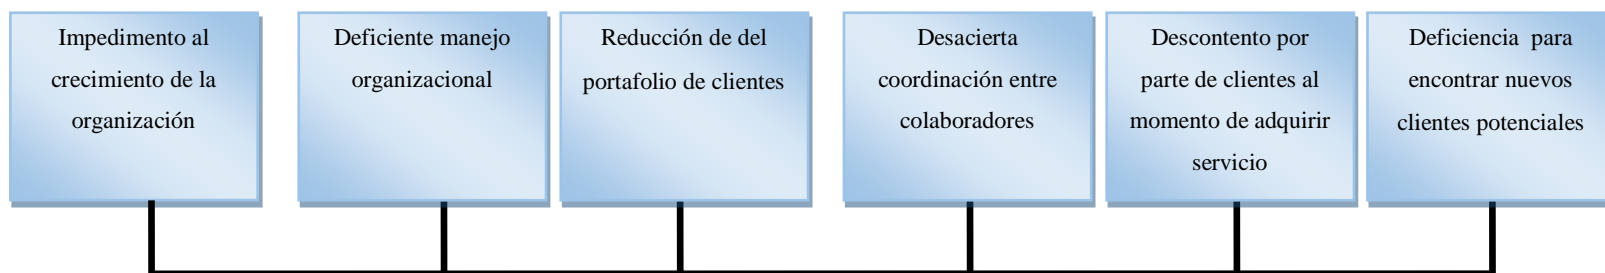 Impedimento al
crecimiento de la
organización
Deficiente manejo
organizacional
Reducción de del
portafolio de clientes
Desacierta
coordinación entre
colaboradores
Descontento por
parte de clientes al
momento de adquirir
servicio
Deficiencia para
encontrar nuevos
clientes potenciales